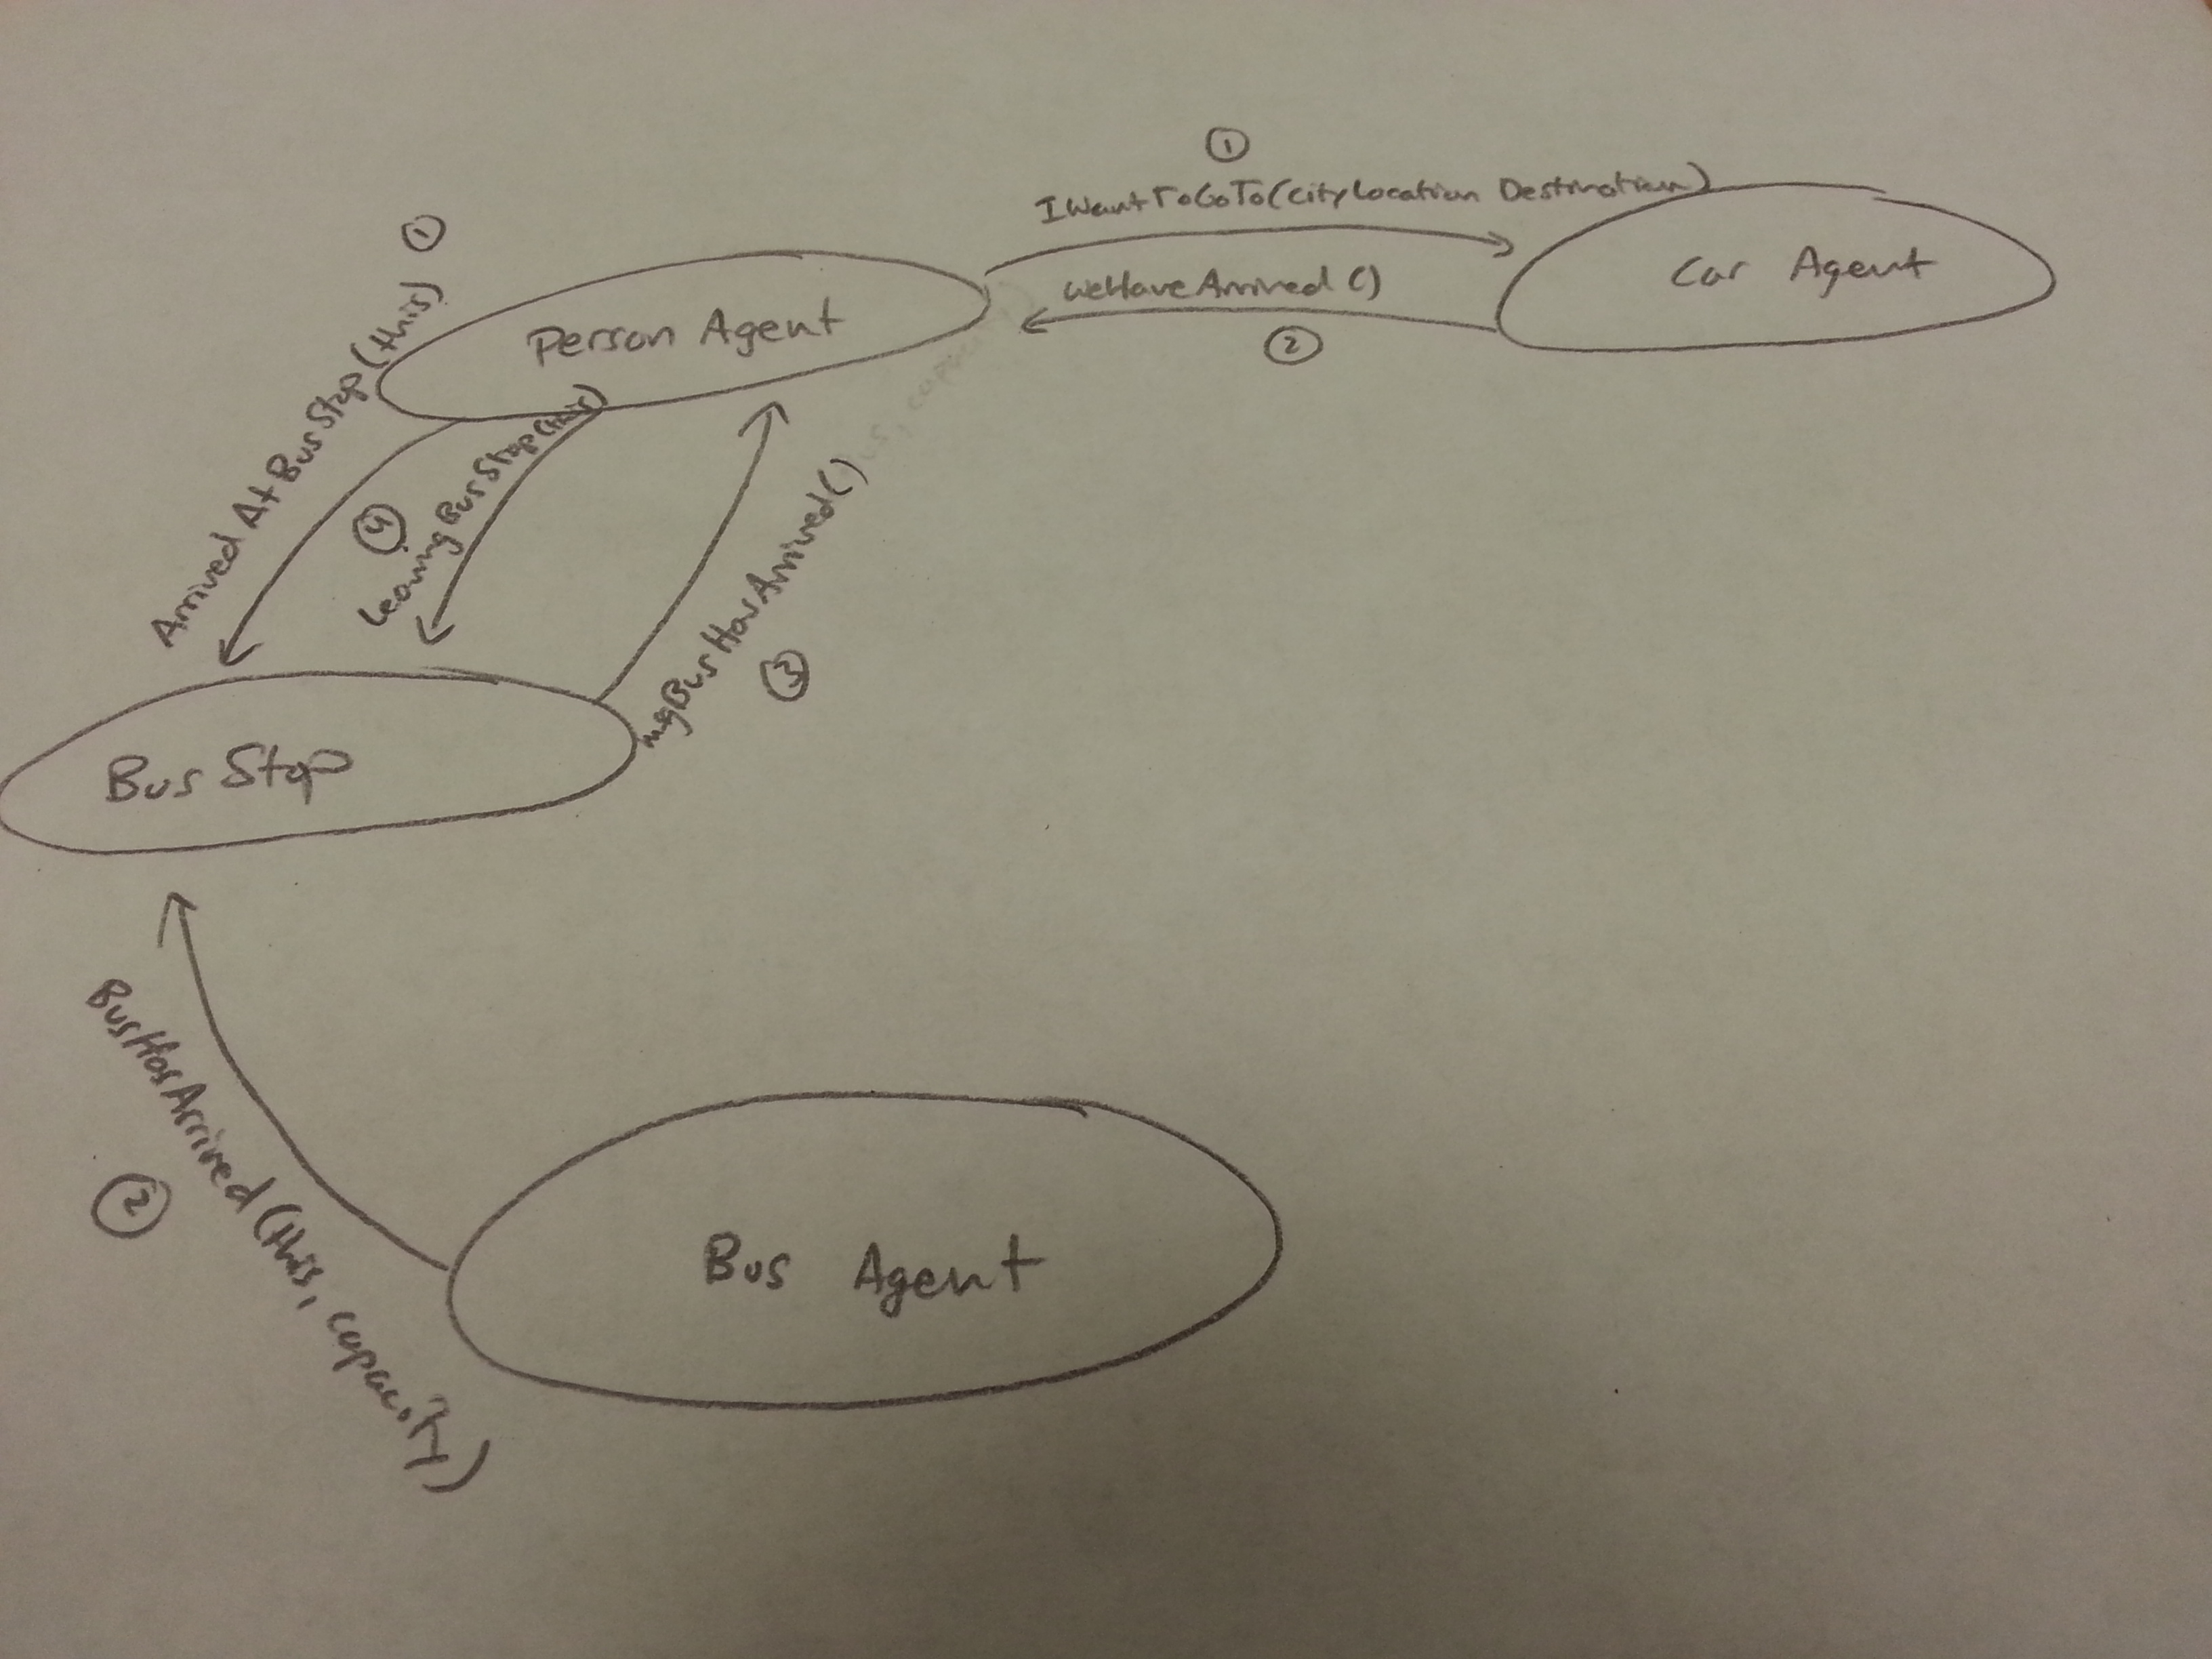 ①
IWantToGoTo(CityLocation Destination)
Car Agent
WeHaveArrived()
②
Person Agent
①
ArrivedAtBusStop(this)
④
LeavingBusStop(this)
msgBusHasArrived()
③
Bus Stop
BusHasArrived(this, capacity)
②
Bus Agent